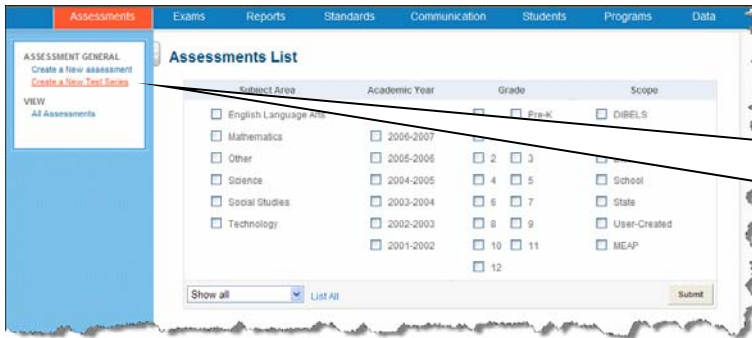 Assessments Exams Reports Standards Communication Students Programs Data
ASSESSMENT GENERAL
Create a New assessment
Create a New Test Series
VIEW
All Assessments
Assessments List
Subject Area Academic Year Grade Scope
English Language Arts Pre-K DIBELS
Mathematics 2006-2007
Other 2005-2006 2 3
Science 2004-2005 4 5 School
Social Studies 2003-2004 6 7 State
Technology 2002-2003 8 9 User-Created
2001-2002 10 11 MEAP
12
Show all List All Submit